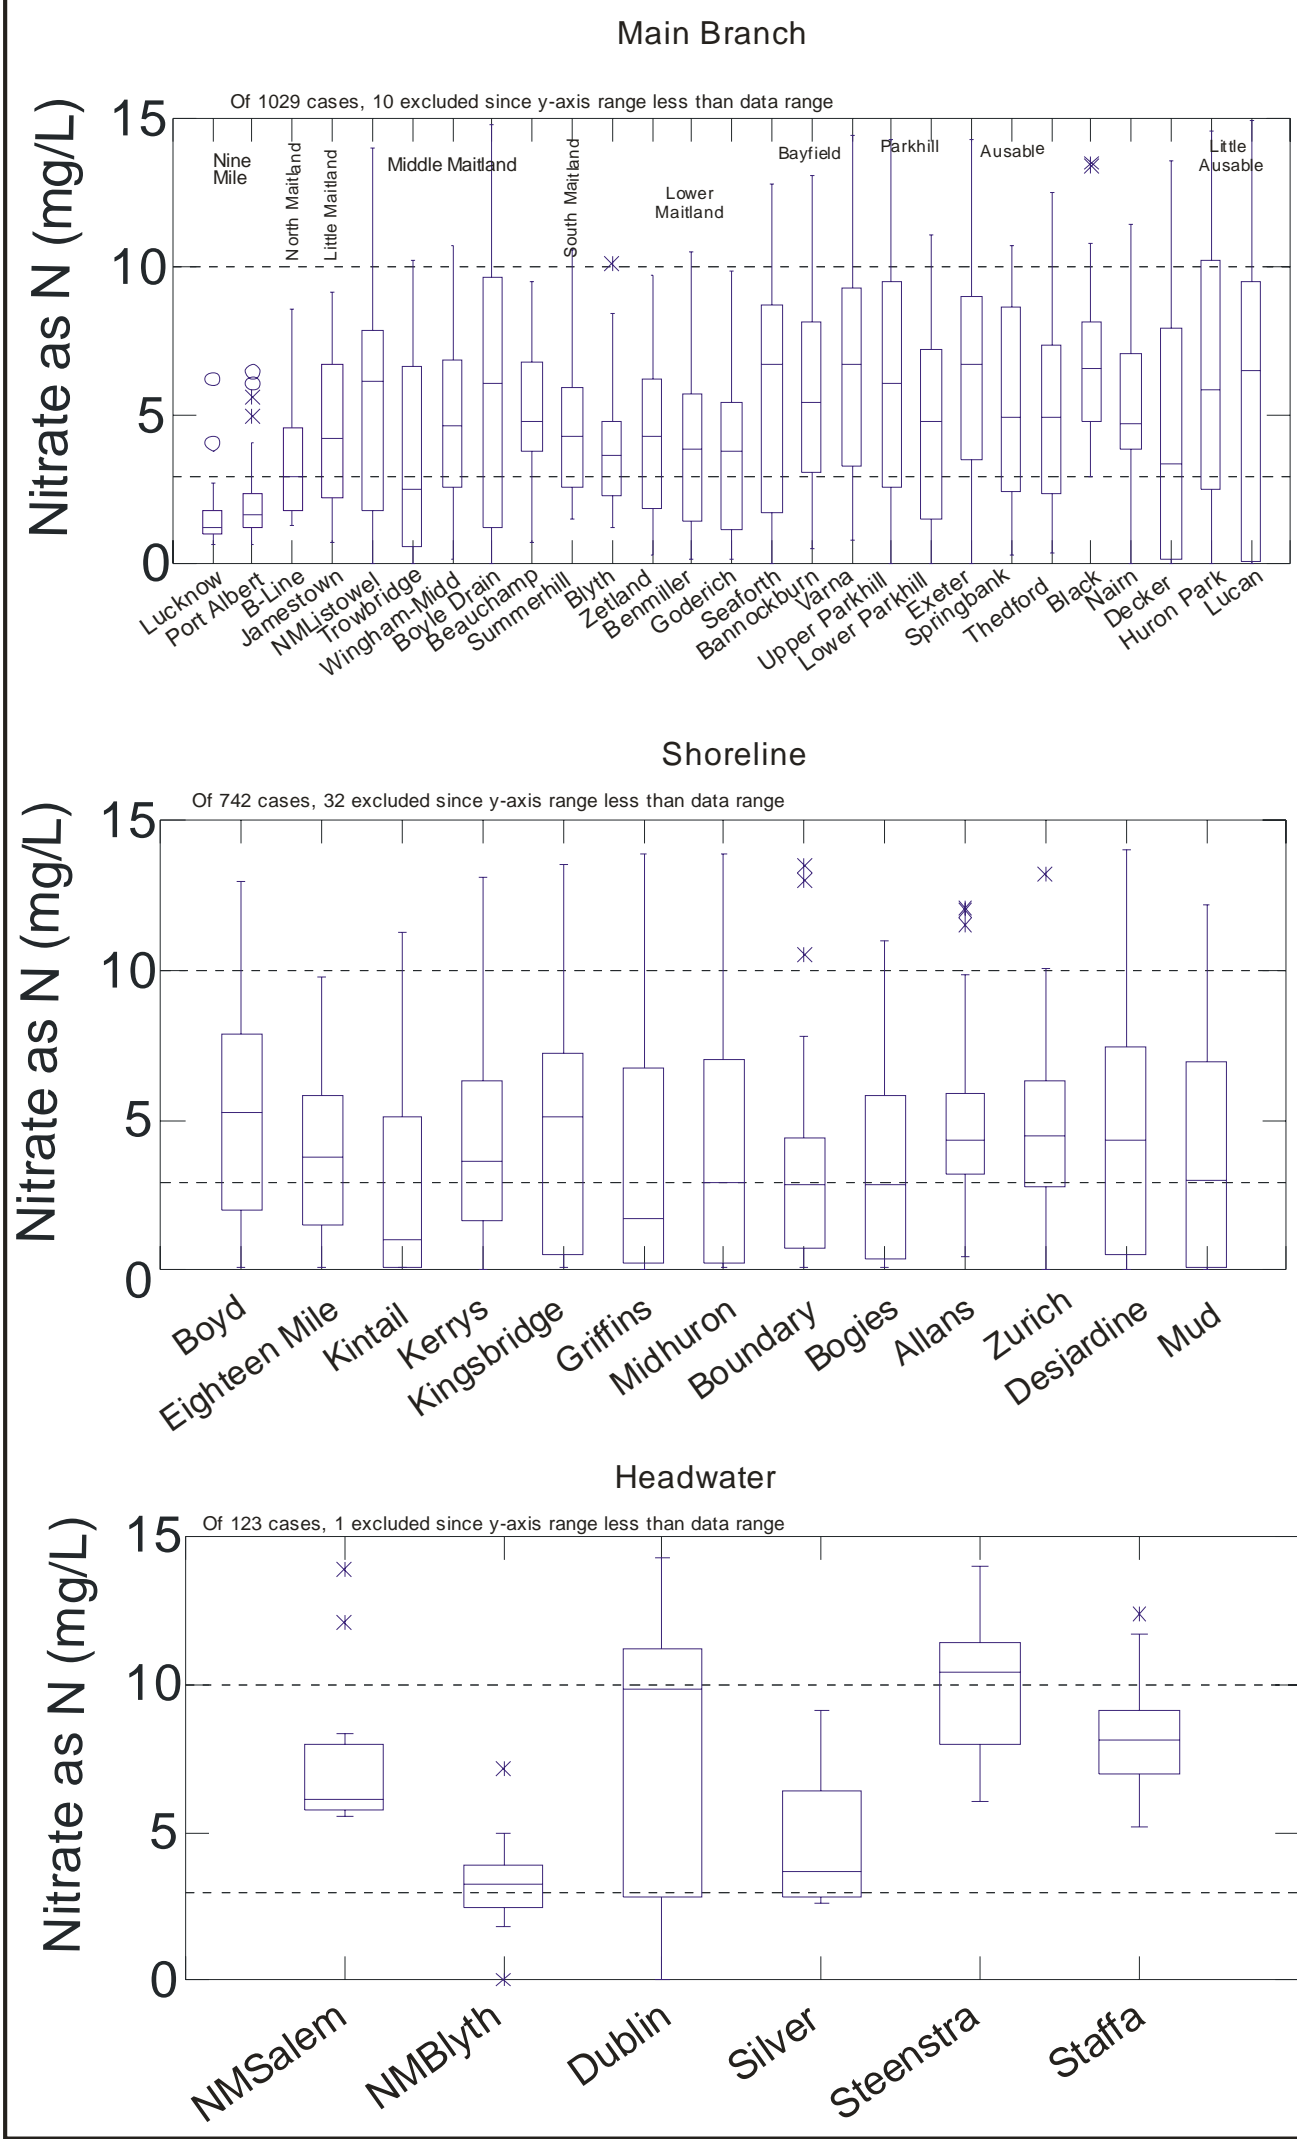 Main Branch
Of 1029 cases, 10 excluded since y-axis range less than data range
Nitrate as N (mg/L)
15
10
5
0
Nine
Mile
North Maitland
Little Maitland
Middle Maitland
South Maitland
Lower
Maitland
Bayfield
Parkhill
Ausable
Little
Ausable
Lucknow
Port Albert
B-Line
Jamestown
NMListowel
Trowbridge
Wingham-Midd
Boyle Drain
Beauchamp
Summerhill
Blyth
Zetland
Benmiller
Goderich
Seaforth
Bannockburn
Varna
Upper Parkhill
Lower Parkhill
Exeter
Springbank
Thedford
Black
Nairn
Decker
Huron Park
Lucan
Shoreline
Of 742 cases, 32 excluded since y-axis range less than data range
Nitrate as N (mg/L)
15
10
5
0
Boyd
Eighteen Mile
Kintail
Kerrys
Kingsbridge
Griffins
Midhuron
Boundary
Bogies
Allans
Zurich
Desjardine
Mud
Headwater
Of 123 cases, 1 excluded since y-axis range less than data range
Nitrate as N (mg/L)
15
10
5
0
NMSalem
NMBlyth
Dublin
Silver
Steenstra
Staffa